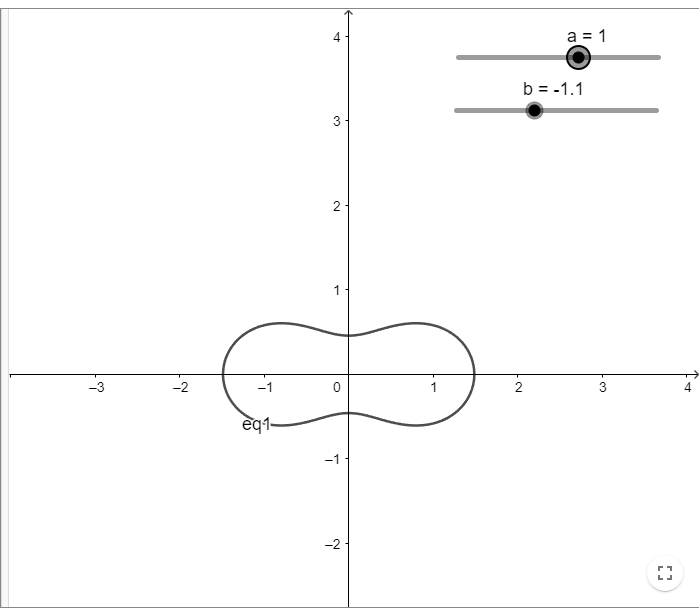 4
a = 1
b = -1.1
3
2
1
–3 –2 –1 0 1 2 3 4
eq1
–1
–2